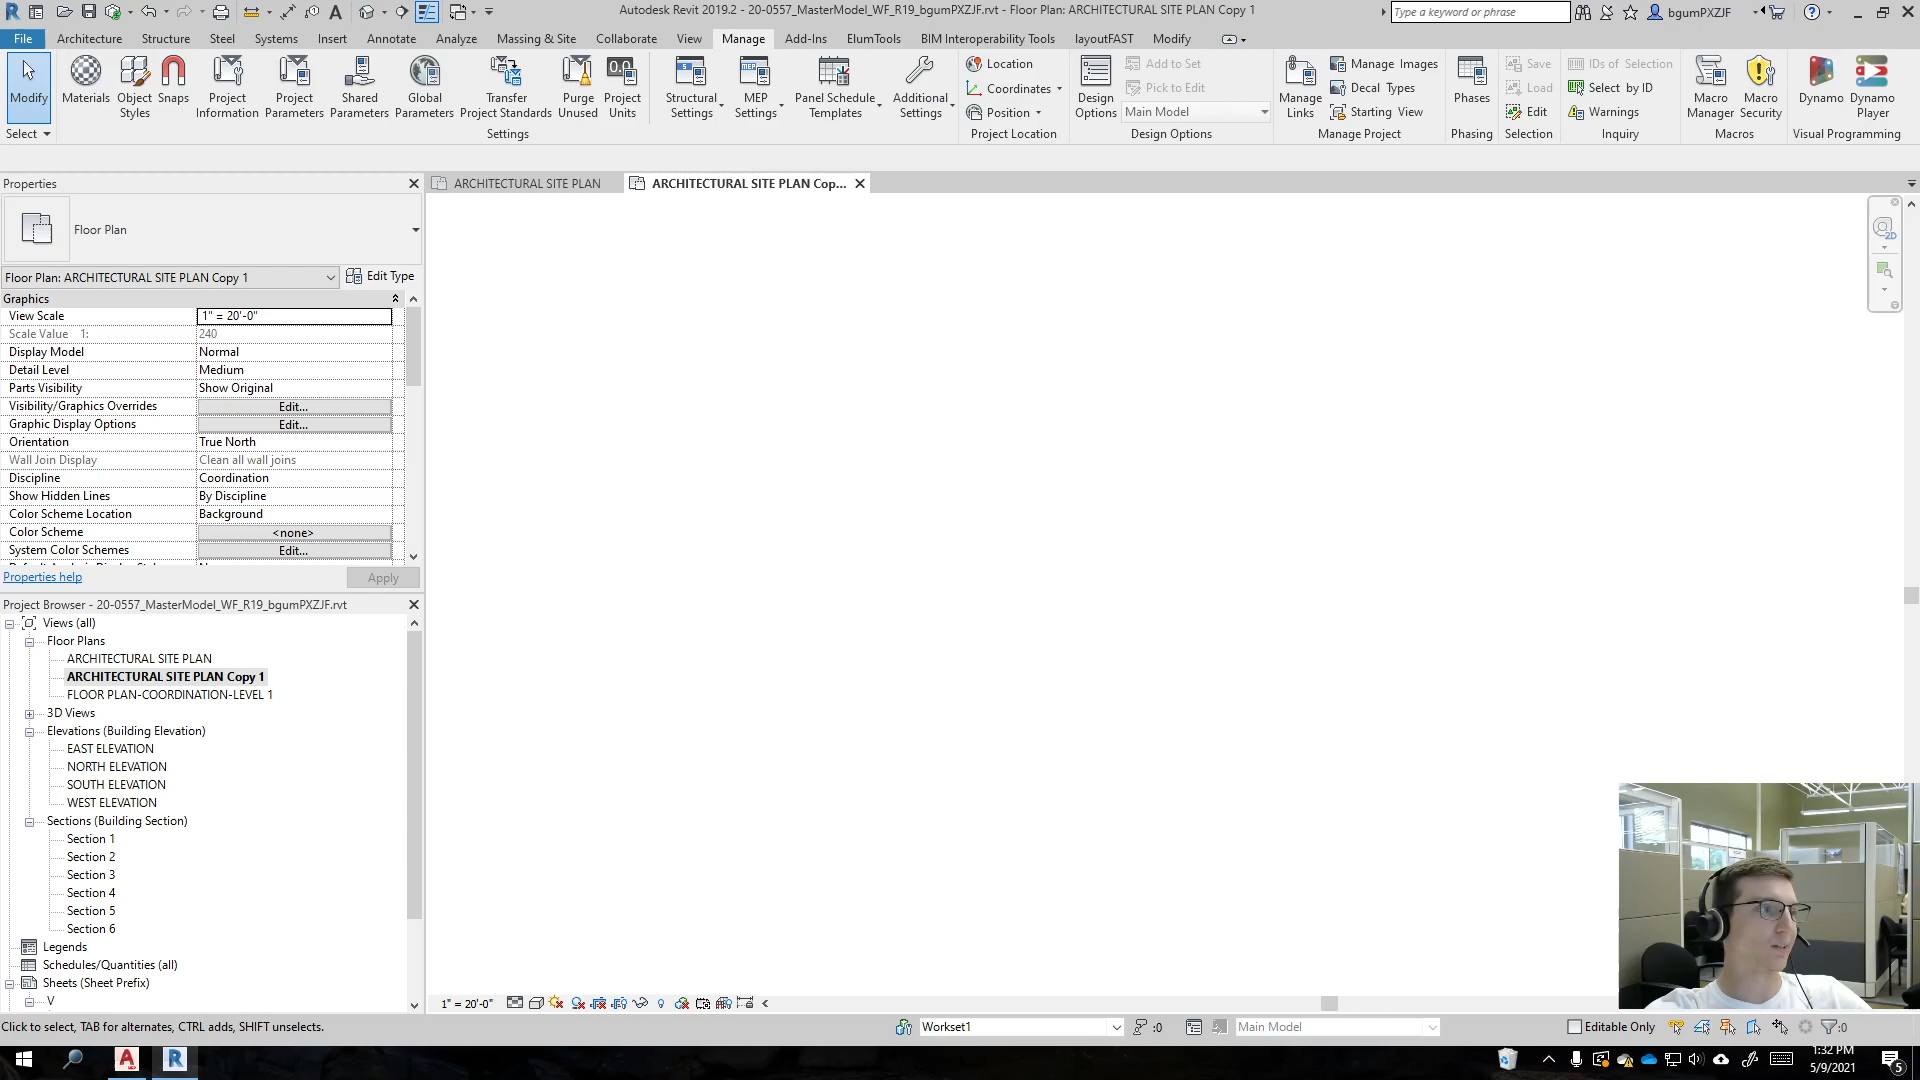 Autodesk Revit 2019.2 - 20-0557_MasterModel_WF_R19_bgumPXZJF.rvt - Floor Plan: ARCHITECTURAL SITE PLAN Copy 1
Type a keyword or phrase
bgumPXZJF
File Architecture Structure Steel Systems Insert Annotate Analyze Massing & Site Collaborate View Manage Add-Ins ElumTools BIM Interoperability Tools layoutFAST Modify
Modify
Materials
Object Styles
Snaps
Project Information
Project Parameters
Shared Parameters
Global Parameters
Transfer Project Standards
Purge Unused
0.0
Project Units
Structural Settings
MEP Settings
Panel Schedule Templates
Additional Settings
Location
Coordinates
Position
Design Options
Add to Set
Pick to Edit
Main Model
Manage Links
Manage Images
Decal Types
Starting View
Phases
Save
Load
Edit
IDs of Selection
Select by ID
Warnings
Macro Manager
Macro Security
Dynamo
Dynamo Player
Select Settings Project Location Design Options Manage Project Phasing Selection Inquiry Macros Visual Programming
Properties
ARCHITECTURAL SITE PLAN
ARCHITECTURAL SITE PLAN Cop...
Floor Plan
Floor Plan: ARCHITECTURAL SITE PLAN Copy 1
Edit Type
Graphics
View Scale 1" = 20'-0"
Scale Value 1: 240
Display Model Normal
Detail Level Medium
Parts Visibility Show Original
Visibility/Graphics Overrides Edit...
Graphic Display Options Edit...
Orientation True North
Wall Join Display Clean all wall joins
Discipline Coordination
Show Hidden Lines By Discipline
Color Scheme Location Background
Color Scheme <none>
System Color Schemes Edit...
Properties help
Apply
Project Browser - 20-0557_MasterModel_WF_R19_bgumPXZJF.rvt
Views (all)
Floor Plans
ARCHITECTURAL SITE PLAN
ARCHITECTURAL SITE PLAN Copy 1
FLOOR PLAN-COORDINATION-LEVEL 1
3D Views
Elevations (Building Elevation)
EAST ELEVATION
NORTH ELEVATION
SOUTH ELEVATION
WEST ELEVATION
Sections (Building Section)
Section 1
Section 2
Section 3
Section 4
Section 5
Section 6
Legends
Schedules/Quantities (all)
Sheets (Sheet Prefix)
V
2D
1" = 20'-0"
Click to select, TAB for alternates, CTRL adds, SHIFT unselects.
Workset1
:0
Main Model
Editable Only
:0
1:32 PM
5/9/2021
5